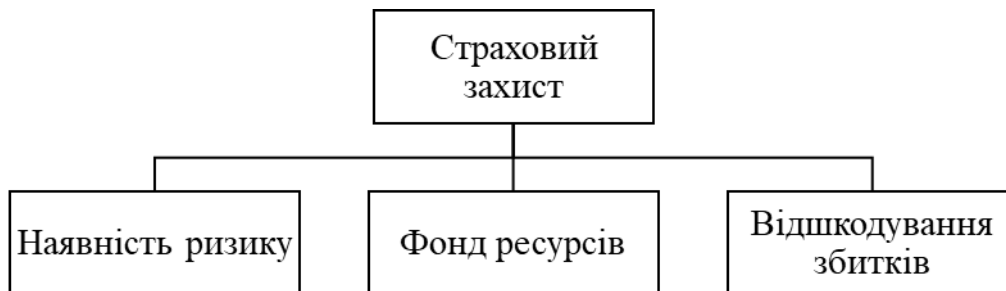 Страховий
захист
Наявність ризику
Фонд ресурсів
Відшкодування
збитків